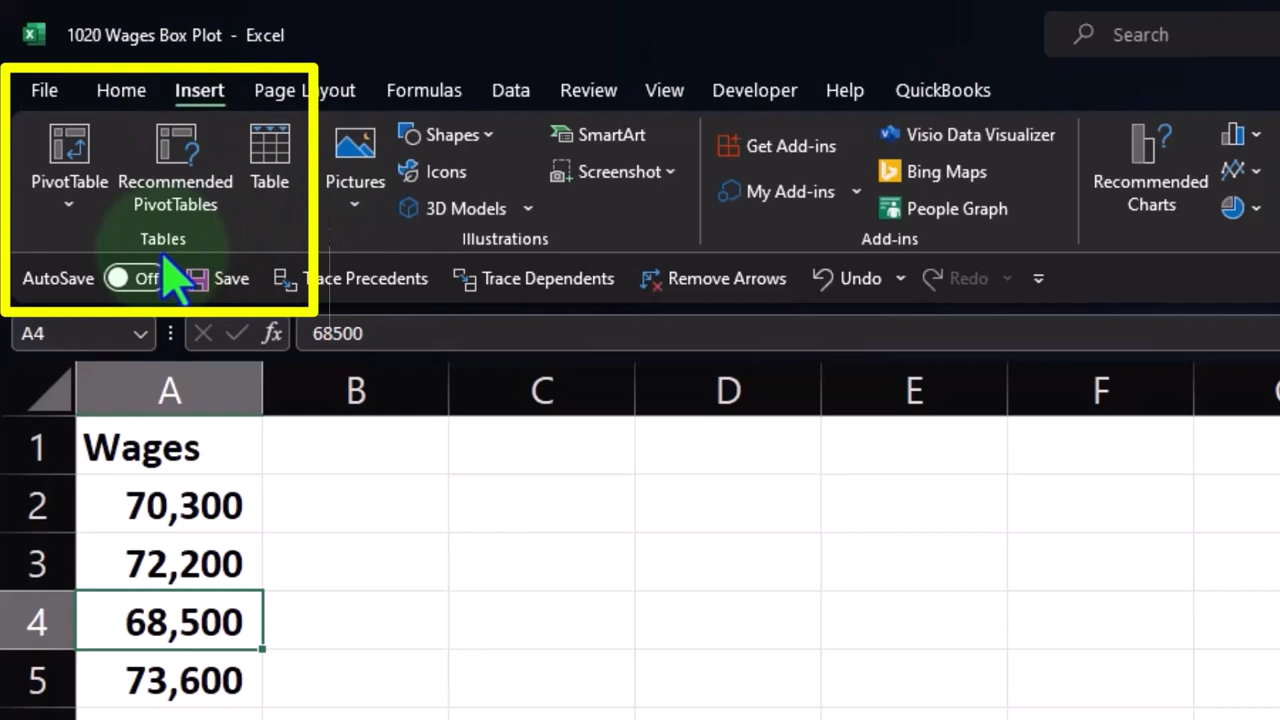 1020 Wages Box Plot - Excel
Search
File Home Insert Page Layout Formulas Data Review View Developer Help QuickBooks
PivotTable
Recommended PivotTables
Table
Tables
Pictures
Shapes
Icons
3D Models
SmartArt
Screenshot
Illustrations
Get Add-ins
My Add-ins
Visio Data Visualizer
Bing Maps
People Graph
Add-ins
Recommended Charts
AutoSave Off Save Trace Precedents Trace Dependents Remove Arrows Undo Redo
A4 fx 68500
A B C D E F
1 Wages
2 70,300
3 72,200
4 68,500
5 73,600